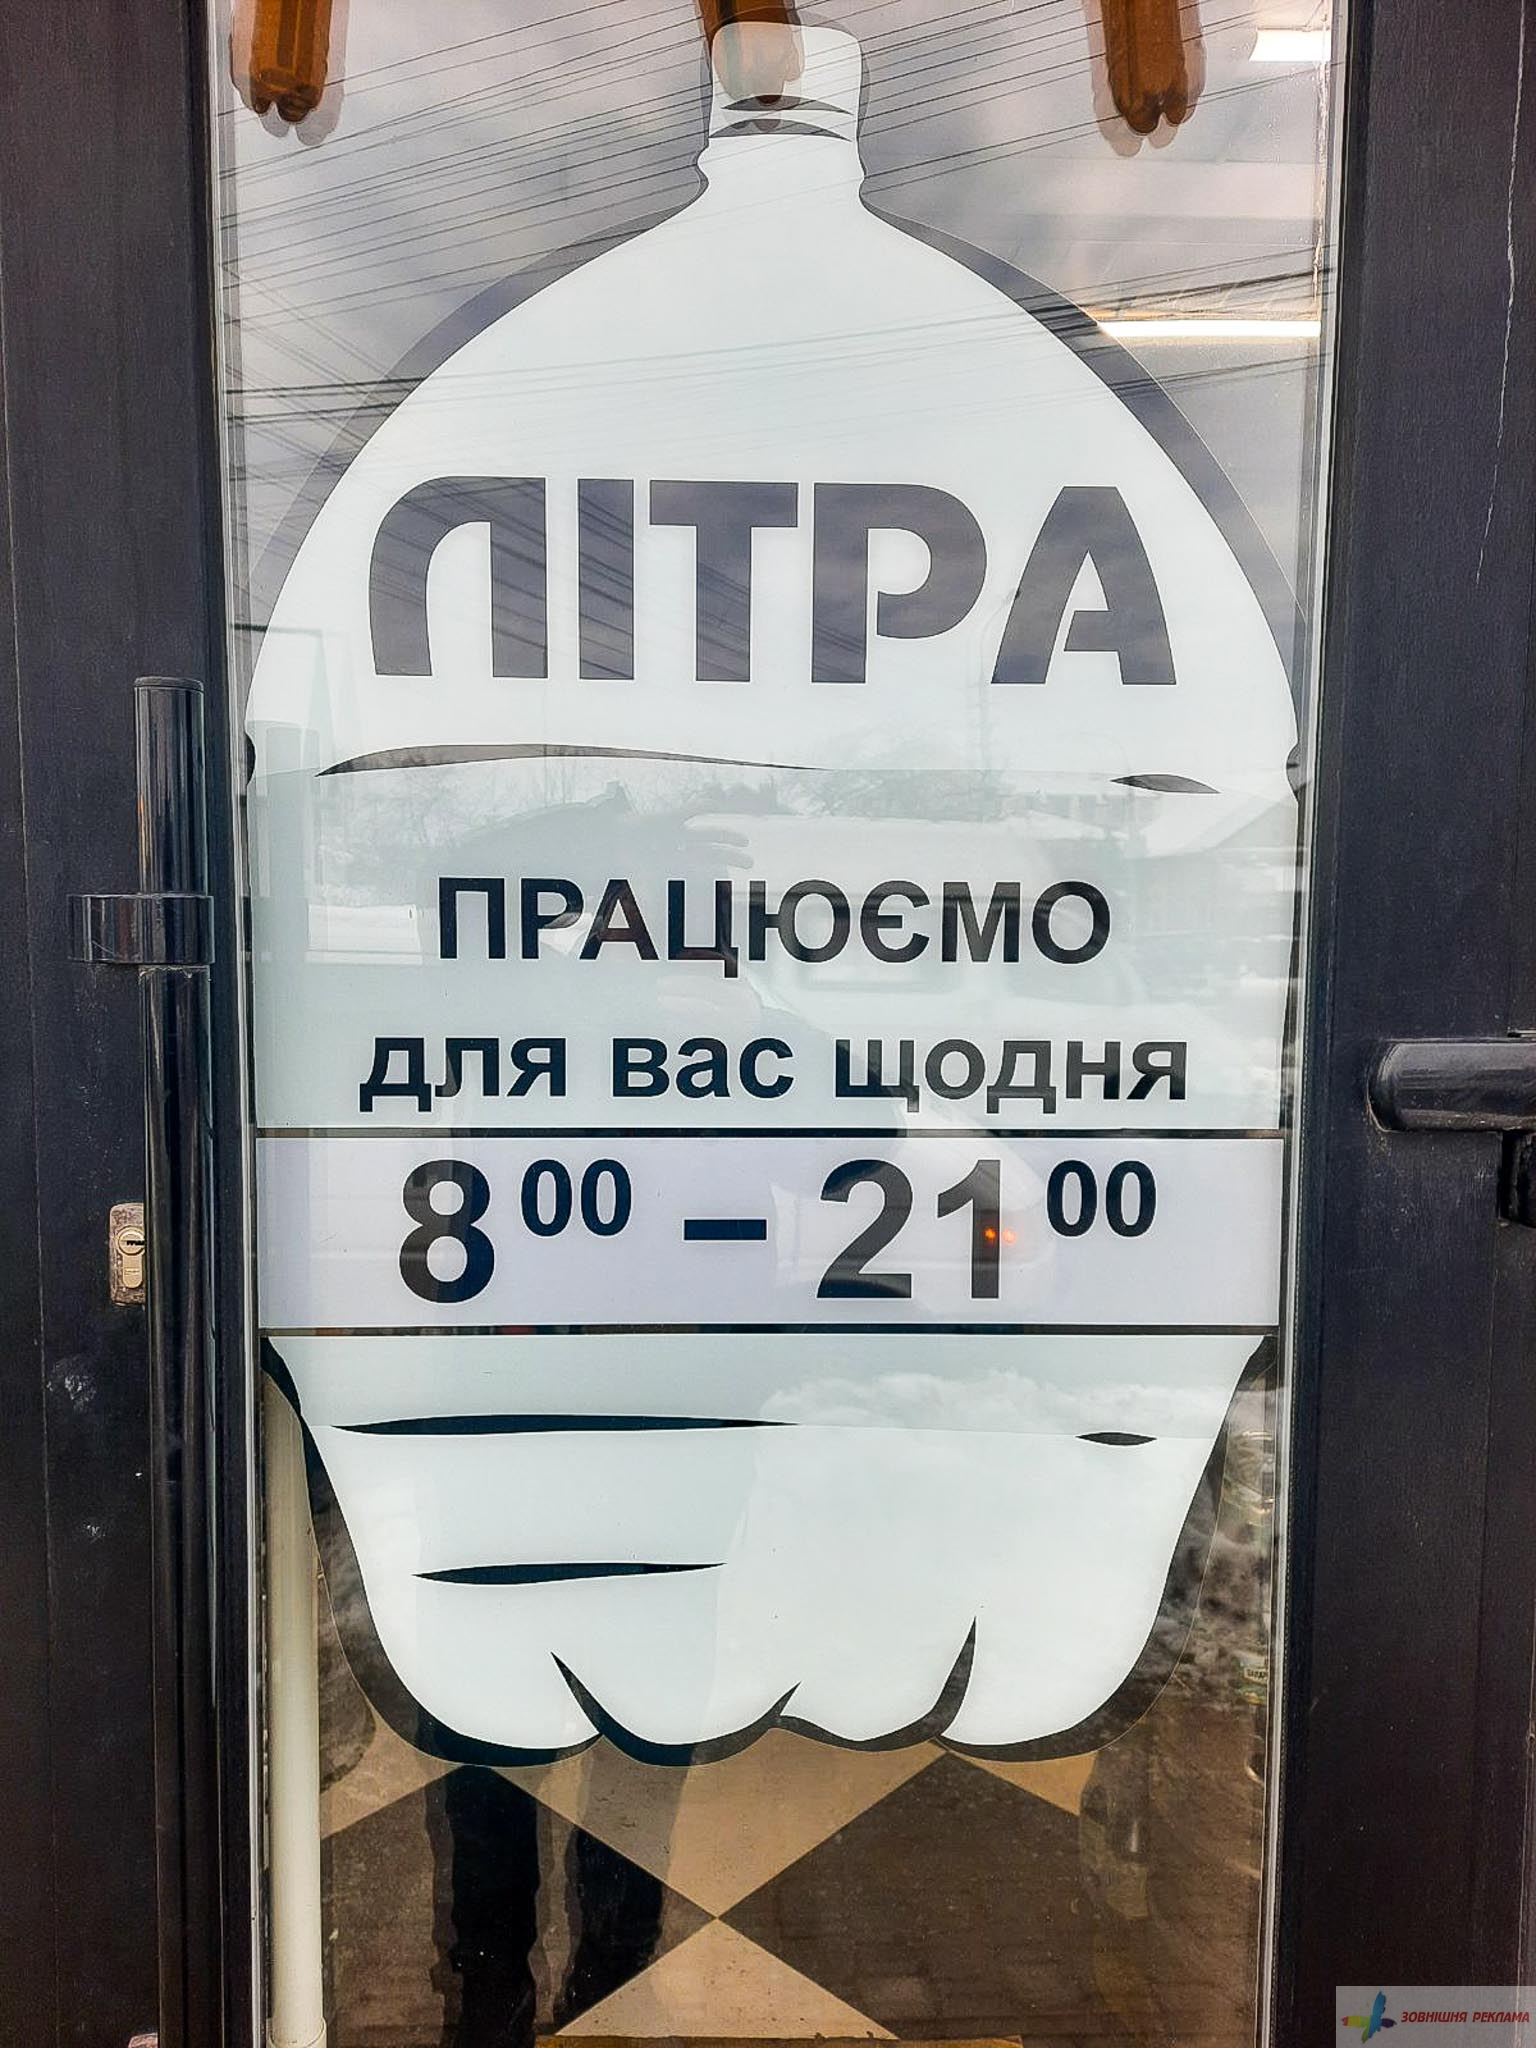 ЛІТРА
ПРАЦЮЄМО
для вас щодня
8⁰⁰ – 21⁰⁰
ЗОВНІШНЯ РЕКЛАМА